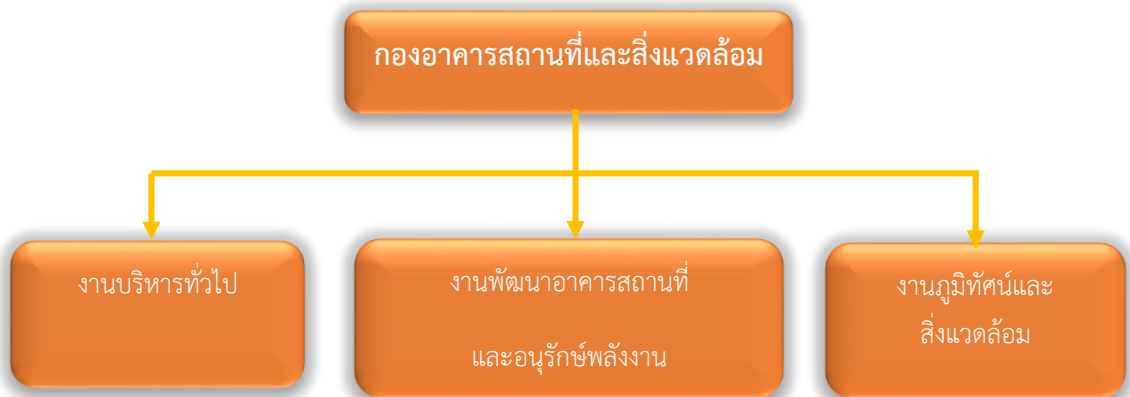 กองอาคารสถานที่และสิ่งแวดล้อม
งานบริหารทั่วไป
งานพัฒนาอาคารสถานที่
และอนุรักษ์พลังงาน
งานภูมิทัศน์และ
สิ่งแวดล้อม